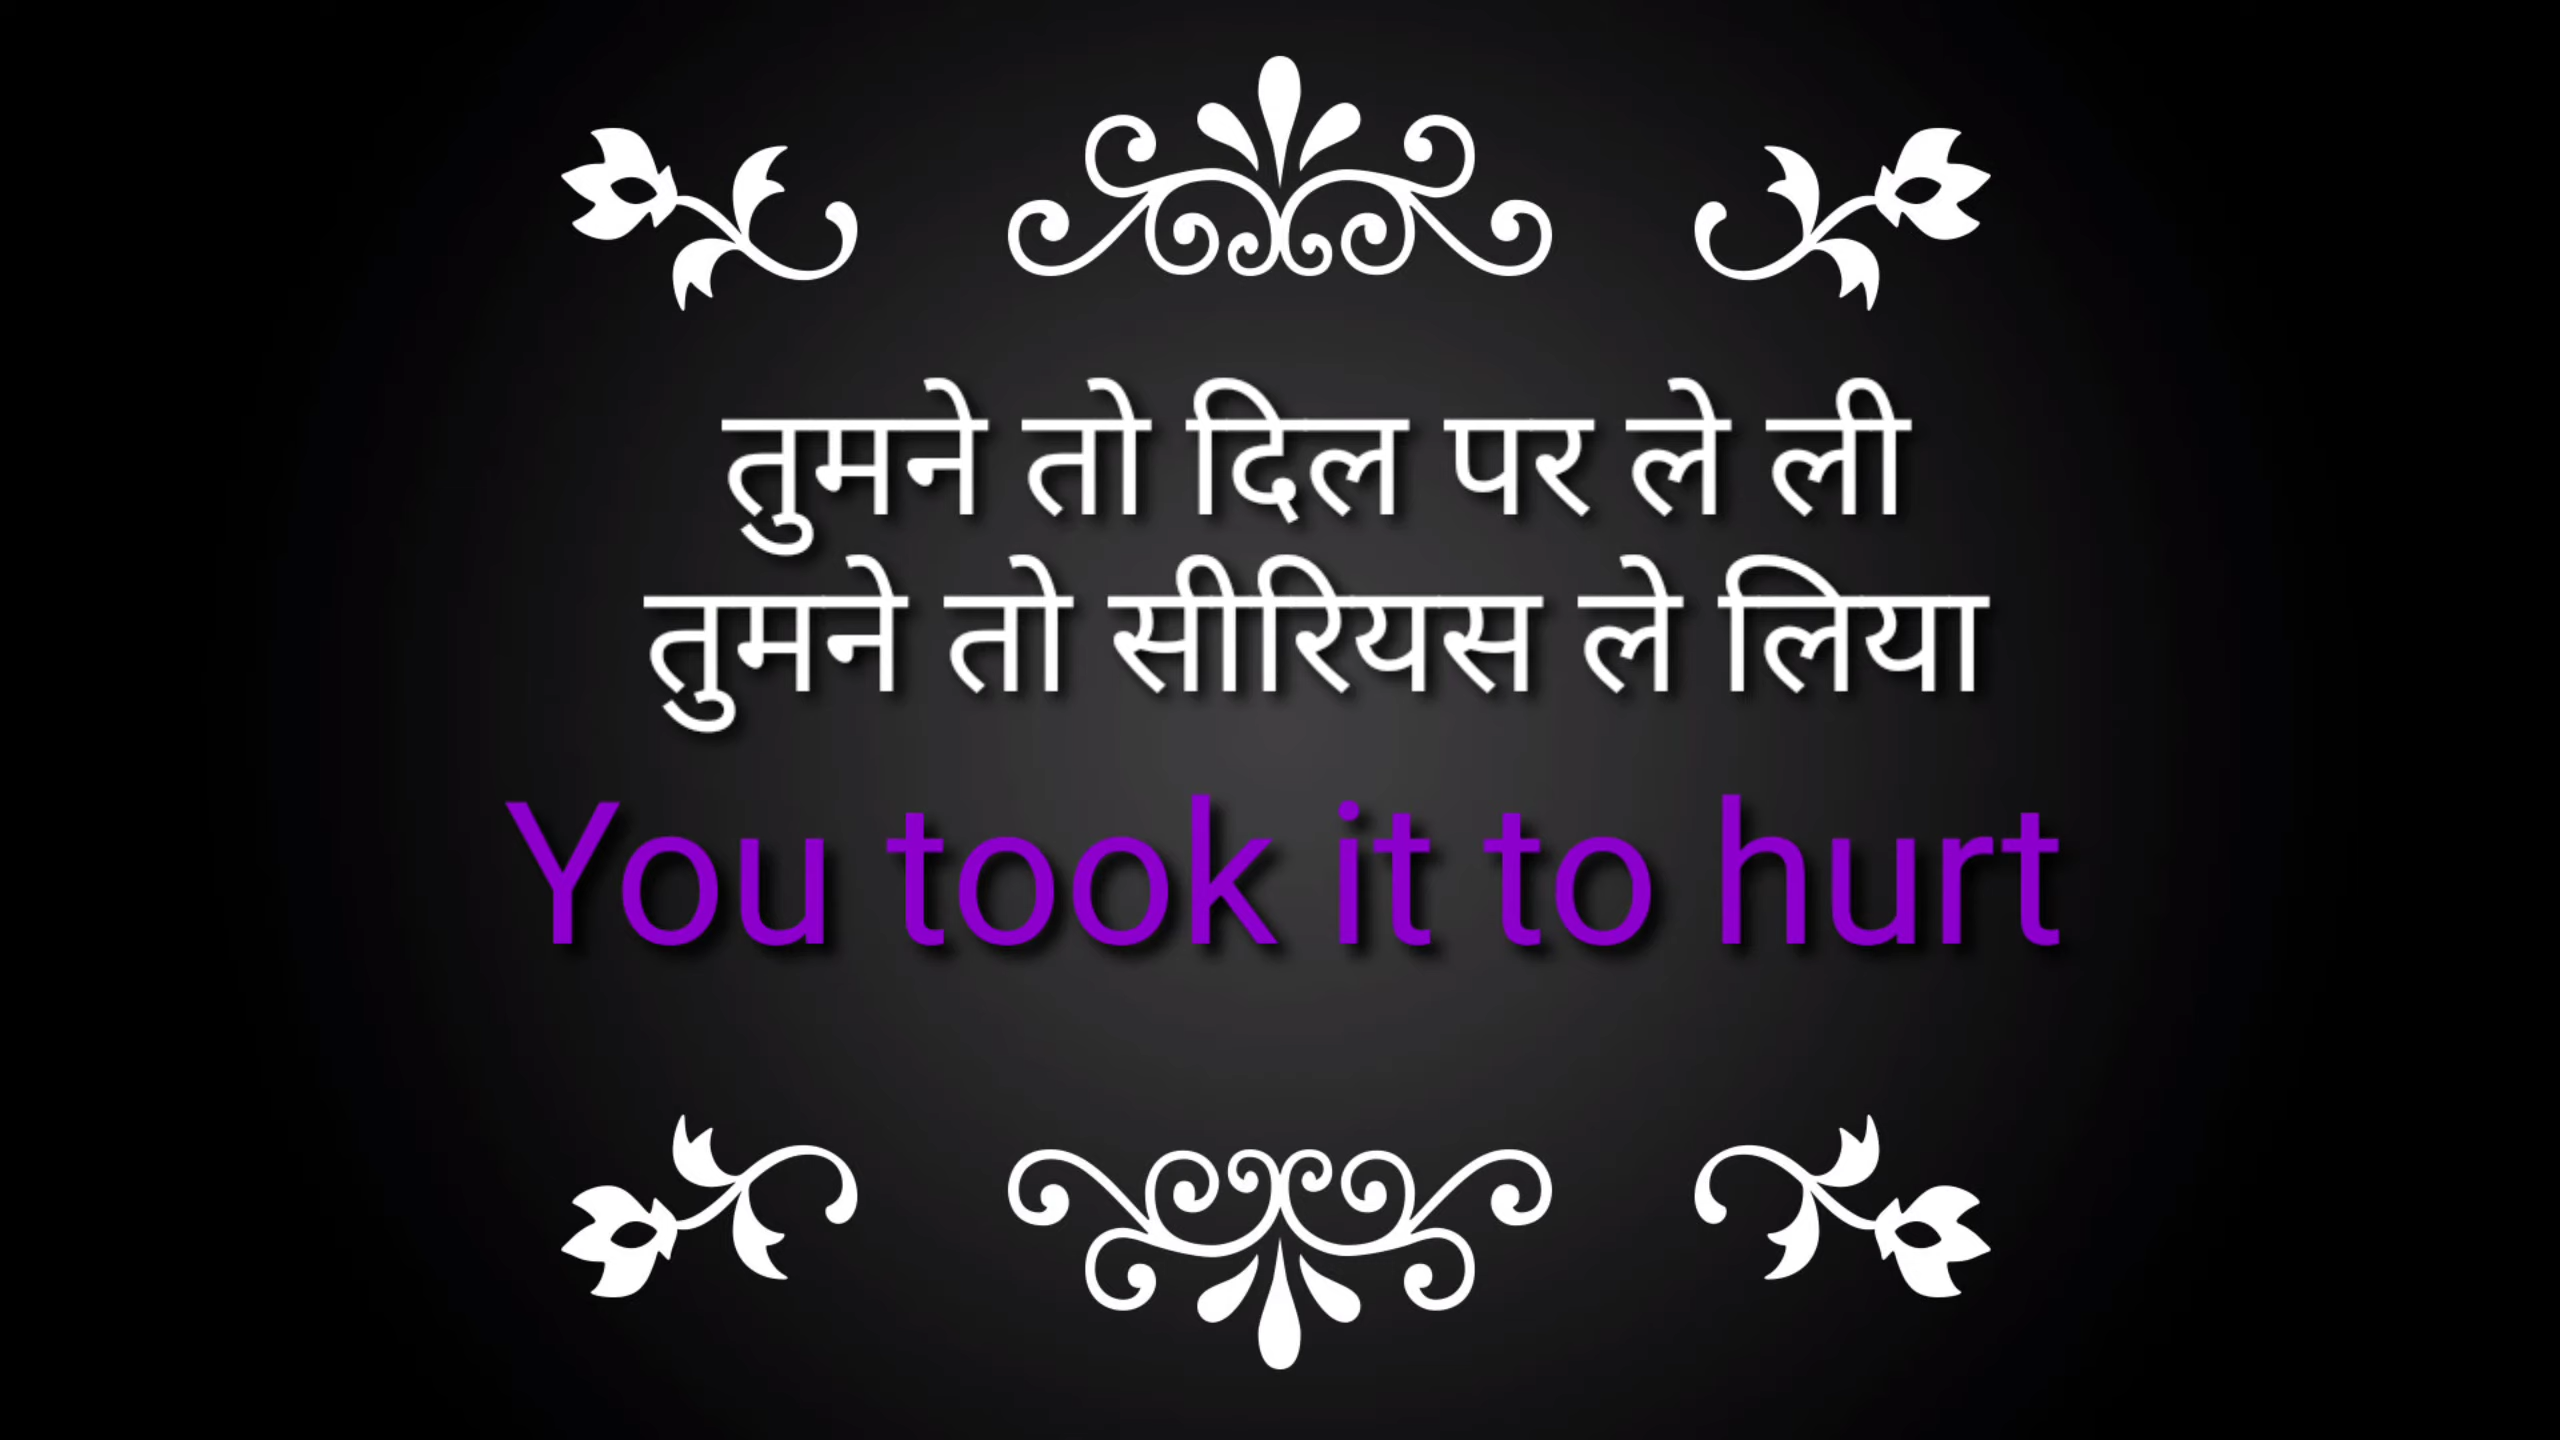 तुमने तो दिल पर ले ली
तुमने तो सीरियस ले लिया
You took it to hurt